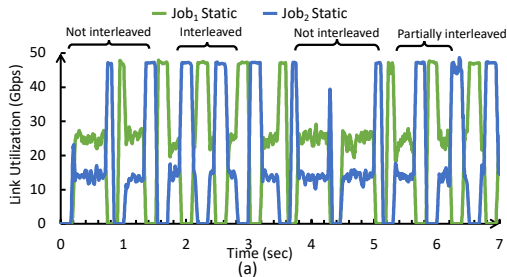 Job₁ Static Job₂ Static
Not interleaved Interleaved Not interleaved Partially interleaved
Link Utilization (Gbps)
50
40
30
20
10
0
0 1 2 3 4 5 6 7
Time (sec)
(a)